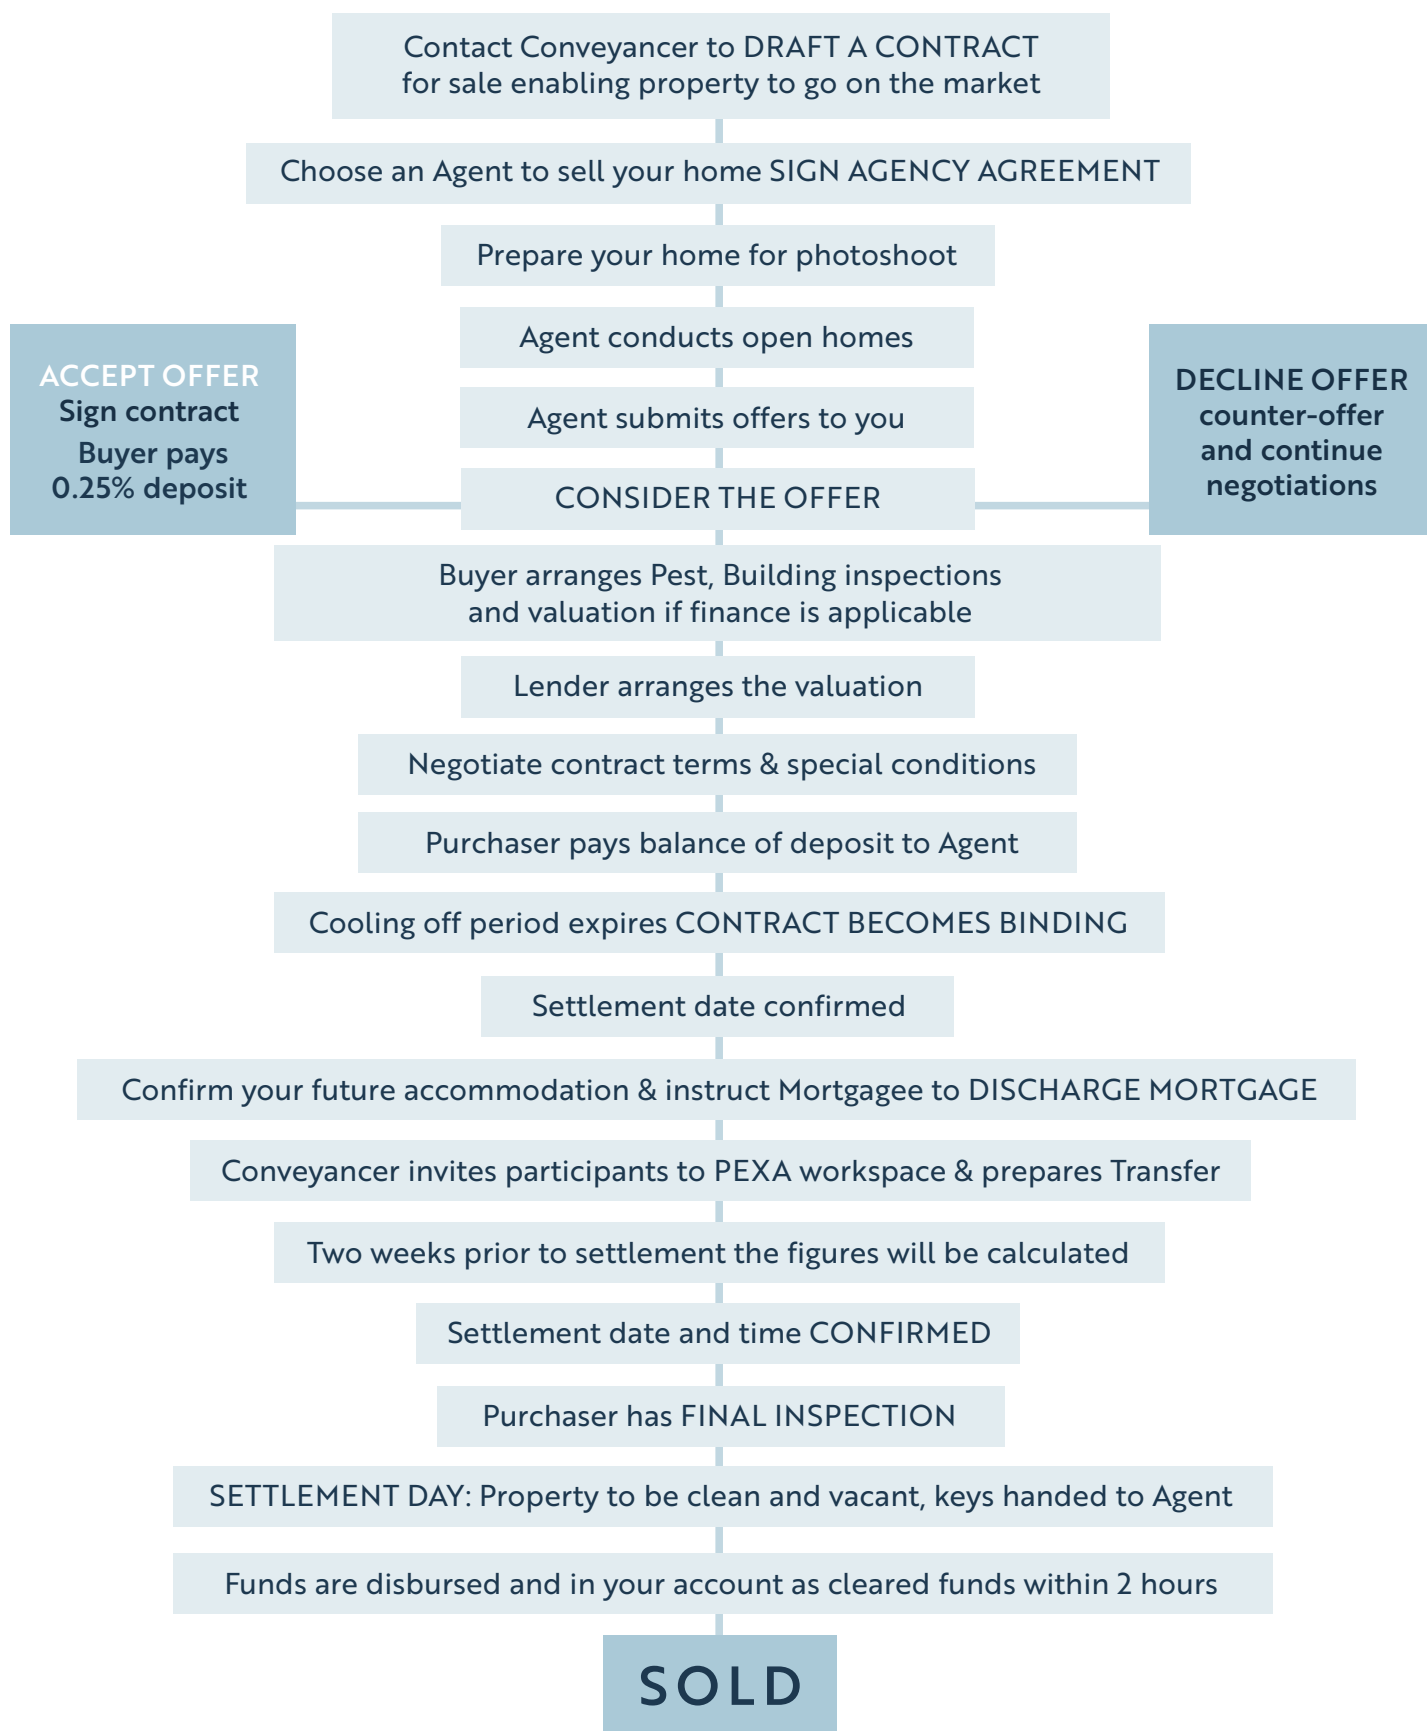 Contact Conveyancer to DRAFT A CONTRACT
for sale enabling property to go on the market
Choose an Agent to sell your home SIGN AGENCY AGREEMENT
Prepare your home for photoshoot
Agent conducts open homes
Agent submits offers to you
ACCEPT OFFER
Sign contract
Buyer pays
0.25% deposit
CONSIDER THE OFFER
DECLINE OFFER
counter-offer
and continue
negotiations
Buyer arranges Pest, Building inspections
and valuation if finance is applicable
Lender arranges the valuation
Negotiate contract terms & special conditions
Purchaser pays balance of deposit to Agent
Cooling off period expires CONTRACT BECOMES BINDING
Settlement date confirmed
Confirm your future accommodation & instruct Mortgagee to DISCHARGE MORTGAGE
Conveyancer invites participants to PEXA workspace & prepares Transfer
Two weeks prior to settlement the figures will be calculated
Settlement date and time CONFIRMED
Purchaser has FINAL INSPECTION
SETTLEMENT DAY: Property to be clean and vacant, keys handed to Agent
Funds are disbursed and in your account as cleared funds within 2 hours
SOLD